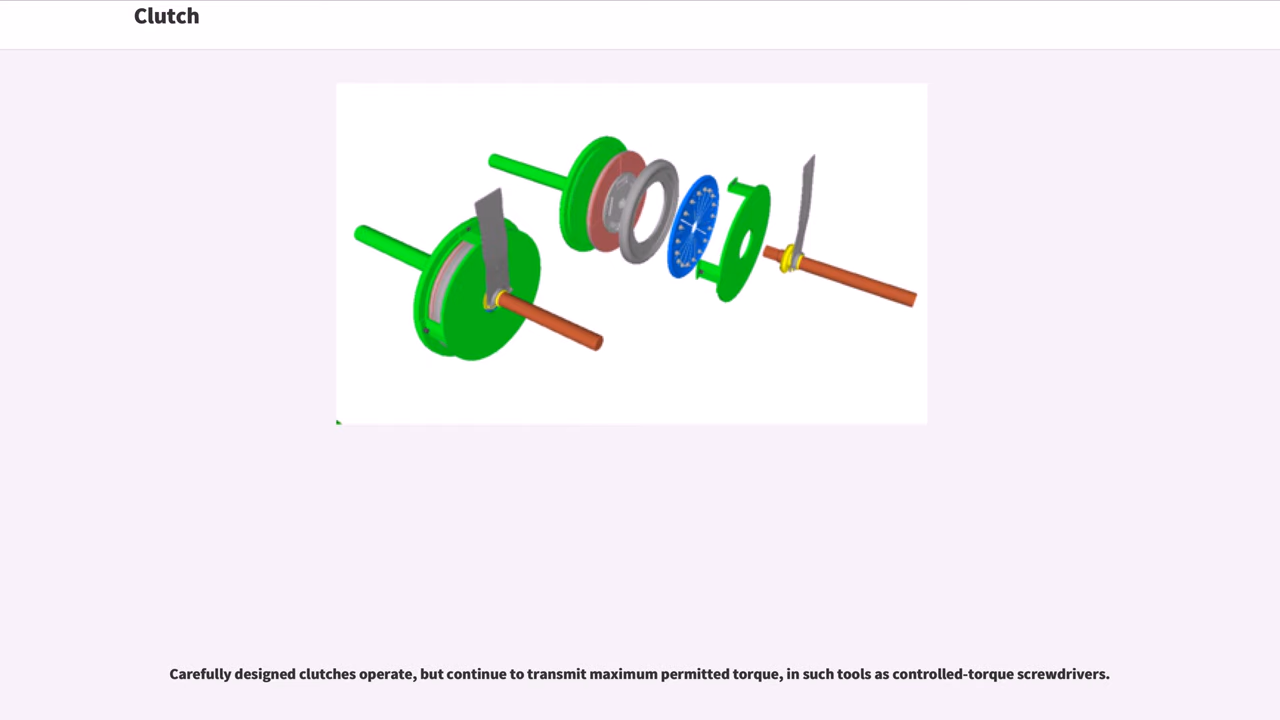 Clutch
Carefully designed clutches operate, but continue to transmit maximum permitted torque, in such tools as controlled-torque screwdrivers.